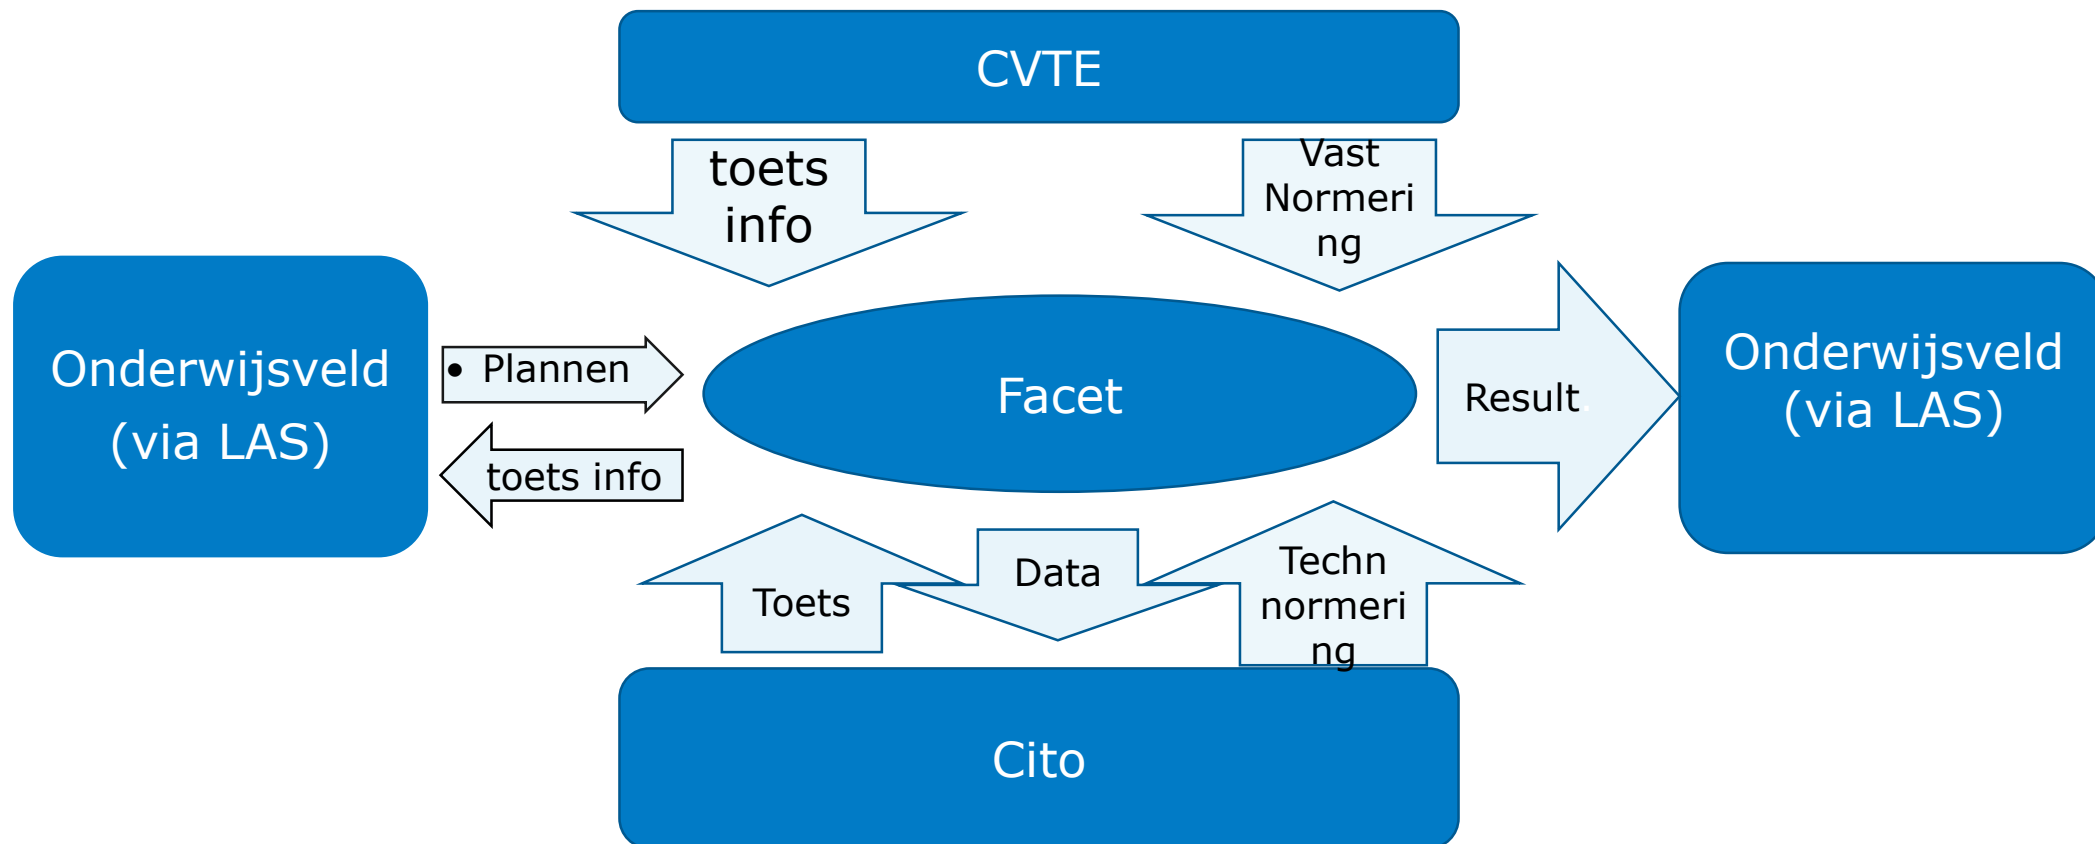 CVTE
toets
info
Vast
Normeri
ng
Onderwijsveld
(via LAS)
• Plannen
toets info
Facet
Result.
Onderwijsveld
(via LAS)
Toets
Data
Techn
normeri
ng
Cito